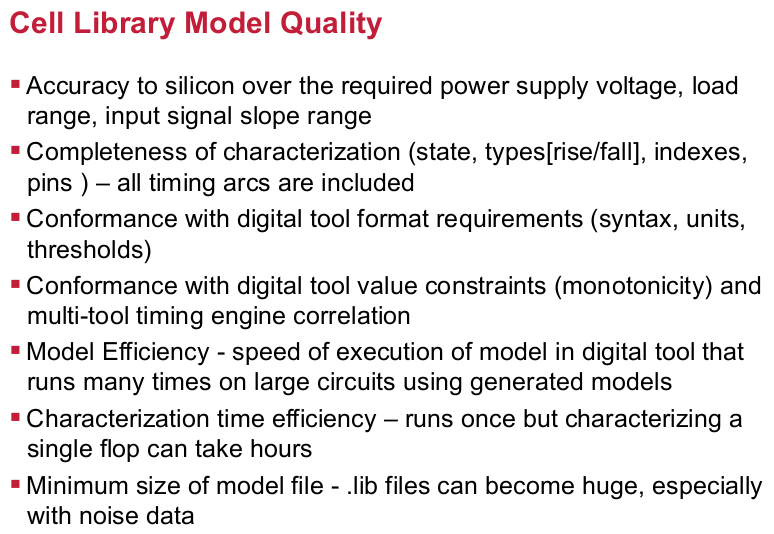 Cell Library Model Quality
▪ Accuracy to silicon over the required power supply voltage, load
range, input signal slope range
▪ Completeness of characterization (state, types[rise/fall], indexes,
pins ) – all timing arcs are included
▪ Conformance with digital tool format requirements (syntax, units,
thresholds)
▪ Conformance with digital tool value constraints (monotonicity) and
multi-tool timing engine correlation
▪ Model Efficiency - speed of execution of model in digital tool that
runs many times on large circuits using generated models
▪ Characterization time efficiency – runs once but characterizing a
single flop can take hours
▪ Minimum size of model file - .lib files can become huge, especially
with noise data